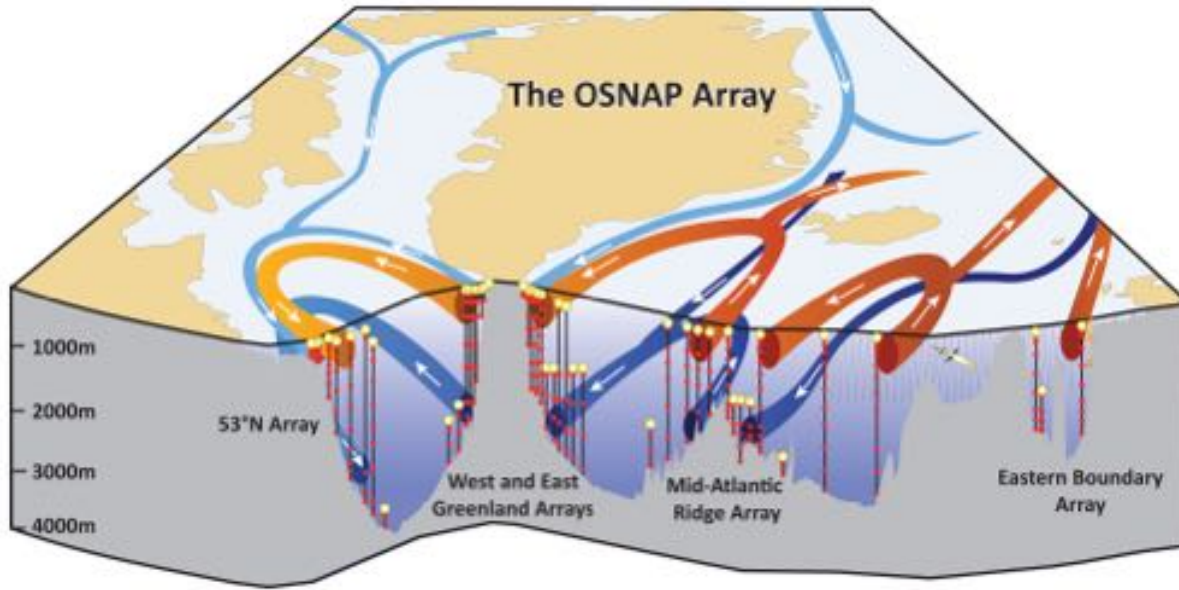 The OSNAP Array
1000m
2000m
3000m
4000m
53°N Array
West and East
Greenland Arrays
Mid-Atlantic
Ridge Array
Eastern Boundary
Array